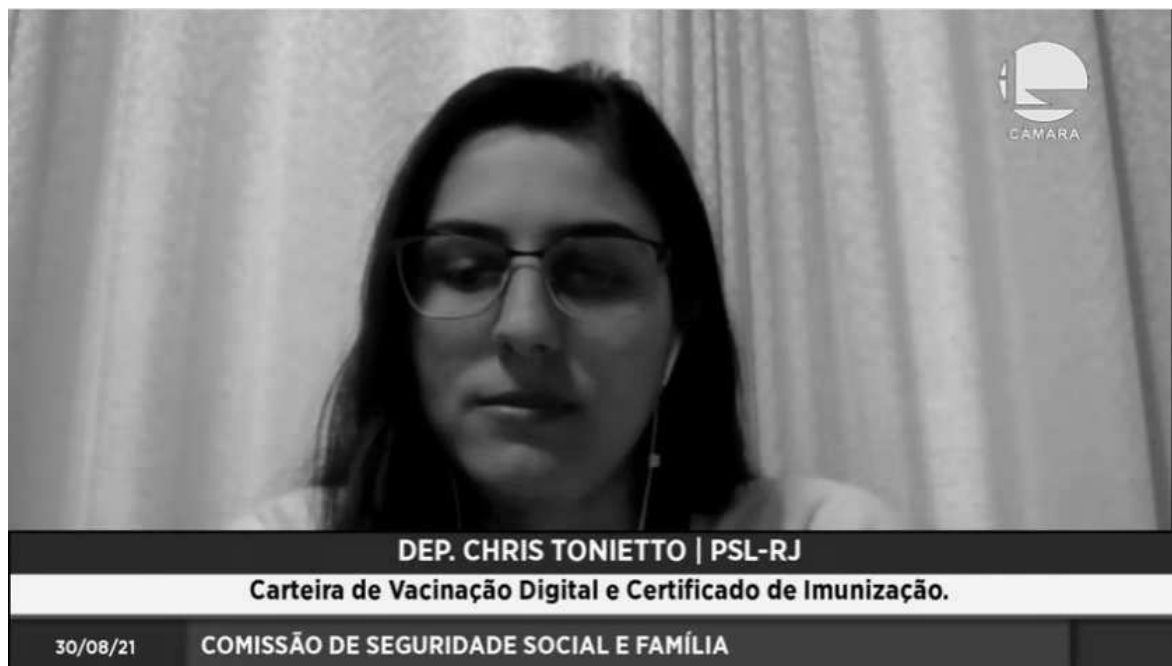 CÂMARA
DEP. CHRIS TONIETTO | PSL-RJ
Carteira de Vacinação Digital e Certificado de Imunização.
30/08/21 COMISSÃO DE SEGURIDADE SOCIAL E FAMÍLIA